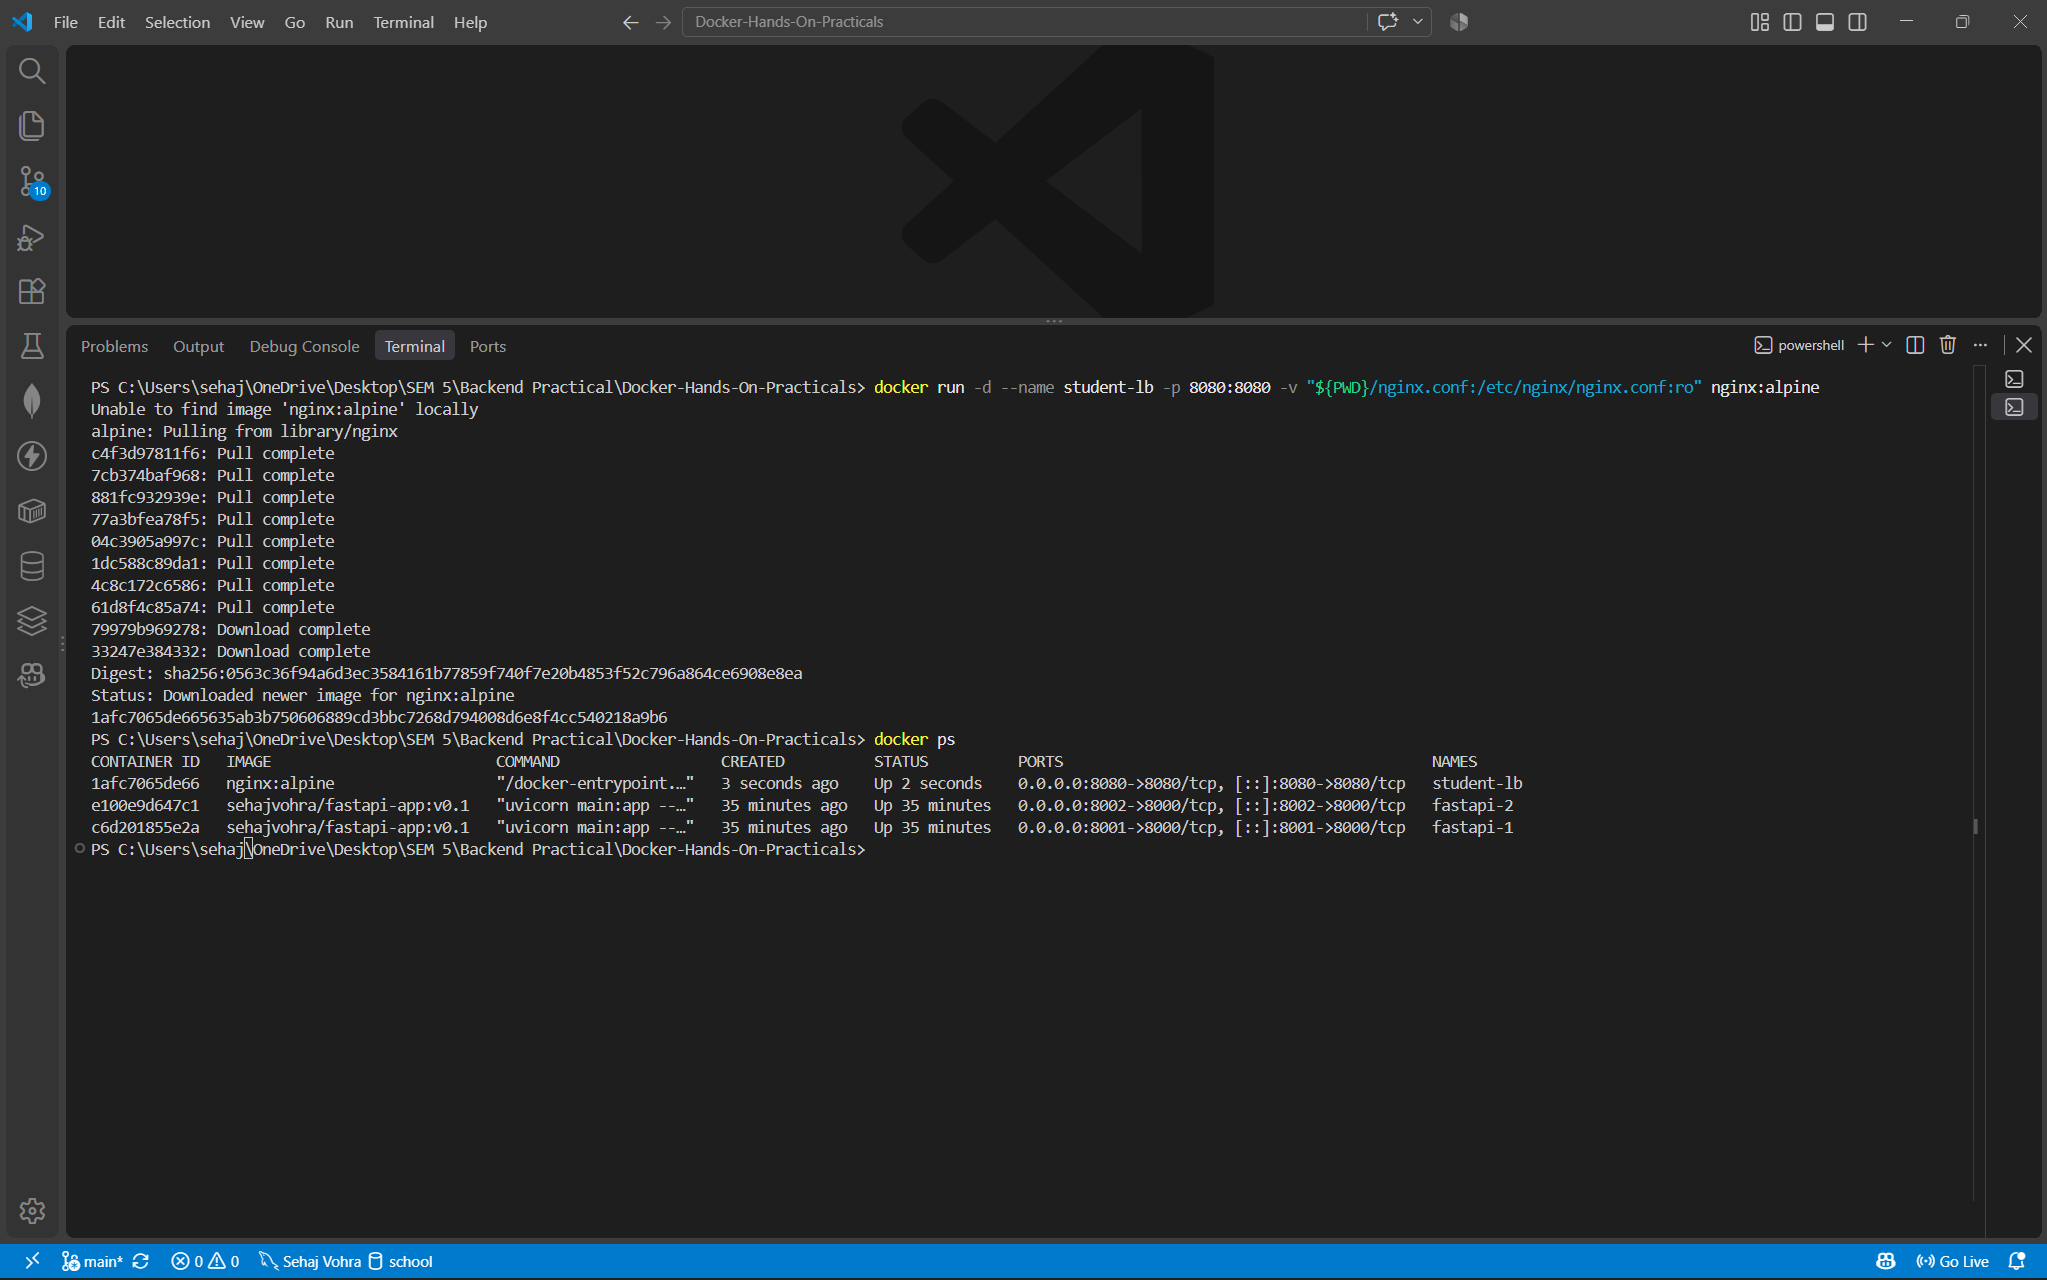 File Edit Selection View Go Run Terminal Help
Docker-Hands-On-Practicals
10
Problems Output Debug Console Terminal Ports
powershell
PS C:\Users\sehaj\OneDrive\Desktop\SEM 5\Backend Practical\Docker-Hands-On-Practicals> docker run -d --name student-lb -p 8080:8080 -v "${PWD}/nginx.conf:/etc/nginx/nginx.conf:ro" nginx:alpine
Unable to find image 'nginx:alpine' locally
alpine: Pulling from library/nginx
c4f3d97811f6: Pull complete
7cb374baf968: Pull complete
881fc932939e: Pull complete
77a3bfea78f5: Pull complete
04c3905a997c: Pull complete
1dc588c89da1: Pull complete
4c8c172c6586: Pull complete
61d8f4c85a74: Pull complete
79979b969278: Download complete
33247e384332: Download complete
Digest: sha256:0563c36f94a6d3ec3584161b77859f740f7e20b4853f52c796a864ce6908e8ea
Status: Downloaded newer image for nginx:alpine
1afc7065de665635ab3b750606889cd3bbc7268d794008d6e8f4cc540218a9b6
PS C:\Users\sehaj\OneDrive\Desktop\SEM 5\Backend Practical\Docker-Hands-On-Practicals> docker ps
CONTAINER ID IMAGE COMMAND CREATED STATUS PORTS NAMES
1afc7065de66 nginx:alpine "/docker-entrypoint.…" 3 seconds ago Up 2 seconds 0.0.0.0:8080->8080/tcp, [::]:8080->8080/tcp student-lb
e100e9d647c1 sehajvohra/fastapi-app:v0.1 "uvicorn main:app --…" 35 minutes ago Up 35 minutes 0.0.0.0:8002->8000/tcp, [::]:8002->8000/tcp fastapi-2
c6d201855e2a sehajvohra/fastapi-app:v0.1 "uvicorn main:app --…" 35 minutes ago Up 35 minutes 0.0.0.0:8001->8000/tcp, [::]:8001->8000/tcp fastapi-1
PS C:\Users\sehaj\OneDrive\Desktop\SEM 5\Backend Practical\Docker-Hands-On-Practicals>
main* 0 0 Sehaj Vohra school Go Live